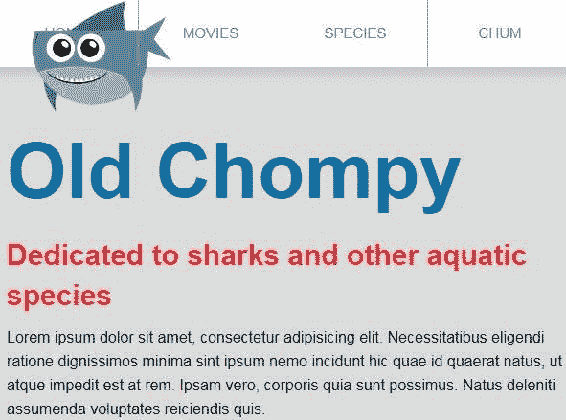 MOVIES SPECIES CHUM
Old Chompy
Dedicated to sharks and other aquatic
species
Lorem ipsum dolor sit amet, consectetur adipisicing elit. Necessitatibus eligendi
ratione dignissimos minima sint ipsum nemo incidunt hic quae id quaerat natus, ut
atque impedit est at rem. Ipsam vero, corporis quia sunt possimus. Natus deleniti
assumenda voluptates reiciendis quis.